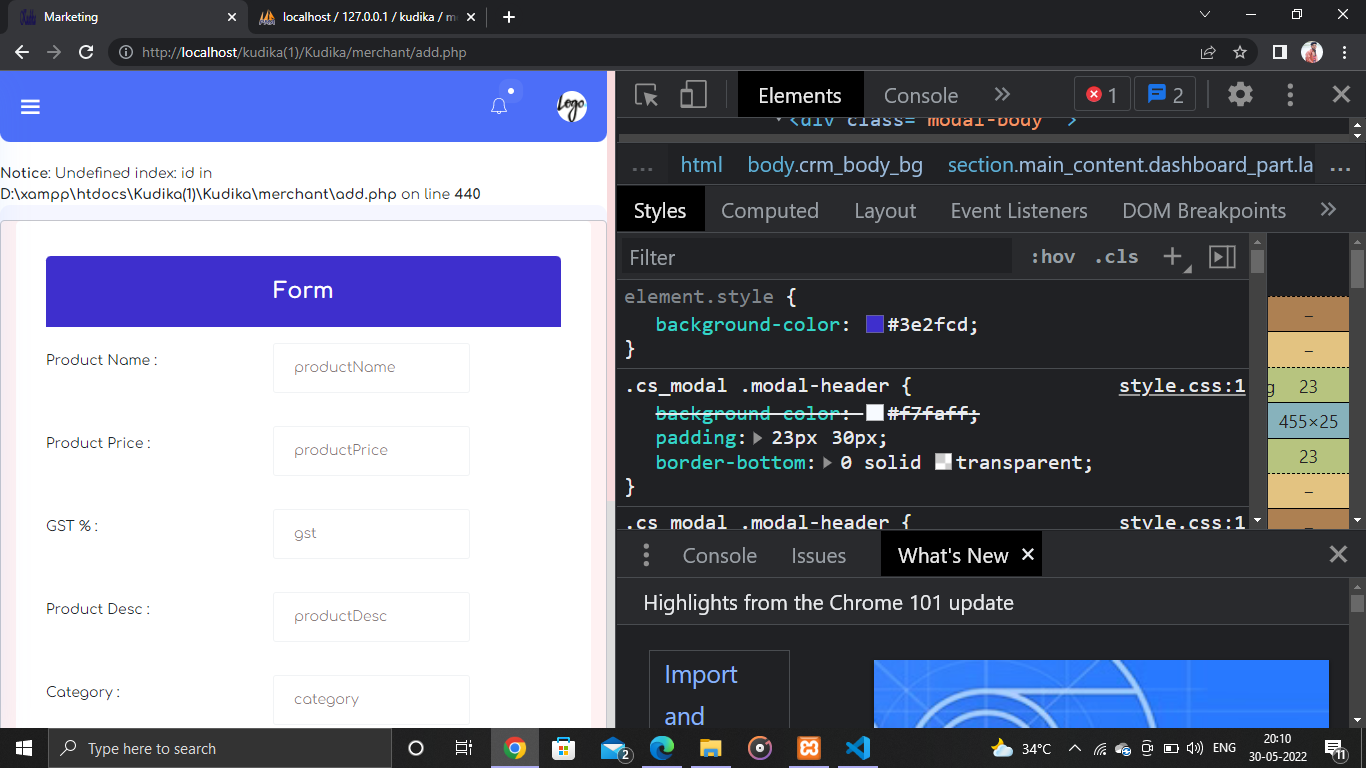 Marketing
localhost / 127.0.0.1 / kudika / m
http://localhost/kudika(1)/Kudika/merchant/add.php
Logo
Notice: Undefined index: id in
D:\xampp\htdocs\Kudika(1)\Kudika\merchant\add.php on line 440
Form
Product Name :
productName
Product Price :
productPrice
GST % :
gst
Product Desc :
productDesc
Category :
category
Elements
Console
1
2
<div class="modal-body">
...
html
body.crm_body_bg
section.main_content.dashboard_part.la
...
Styles
Computed
Layout
Event Listeners
DOM Breakpoints
Filter
:hov
.cls
element.style {
background-color: #3e2fcd;
}
.cs_modal .modal-header {
style.css:1
background-color: #f7faff;
padding: 23px 30px;
border-bottom: 0 solid transparent;
}
.cs_modal .modal-header {
style.css:1
–
–
g 23
455×25
23
–
–
Console
Issues
What's New
Highlights from the Chrome 101 update
Import
and
Type here to search
2
34°C
ENG
20:10
30-05-2022
11